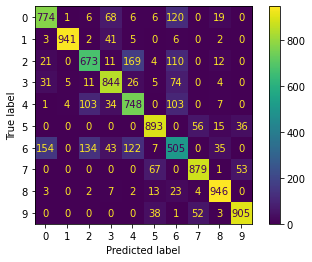 0 774 1 6 68 6 6 120 0 19 0
1 3 941 2 41 5 0 6 0 2 0
2 21 0 673 11 169 4 110 0 12 0
3 31 5 11 844 26 5 74 0 4 0
4 1 4 103 34 748 0 103 0 7 0
5 0 0 0 0 0 893 0 56 15 36
6 154 0 134 43 122 7 505 0 35 0
7 0 0 0 0 0 67 0 879 1 53
8 3 0 2 7 2 13 23 4 946 0
9 0 0 0 0 0 38 1 52 3 905
0 1 2 3 4 5 6 7 8 9
Predicted label
True label
800
600
400
200
0